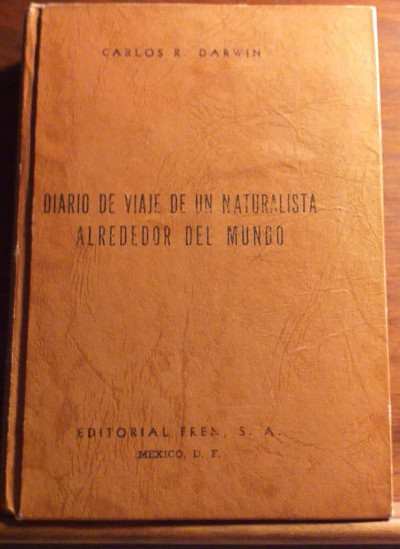 CARLOS R. DARWIN
DIARIO DE VIAJE DE UN NATURALISTA
ALREDEDOR DEL MUNDO
EDITORIAL FREN, S. A.
MEXICO, D. F.